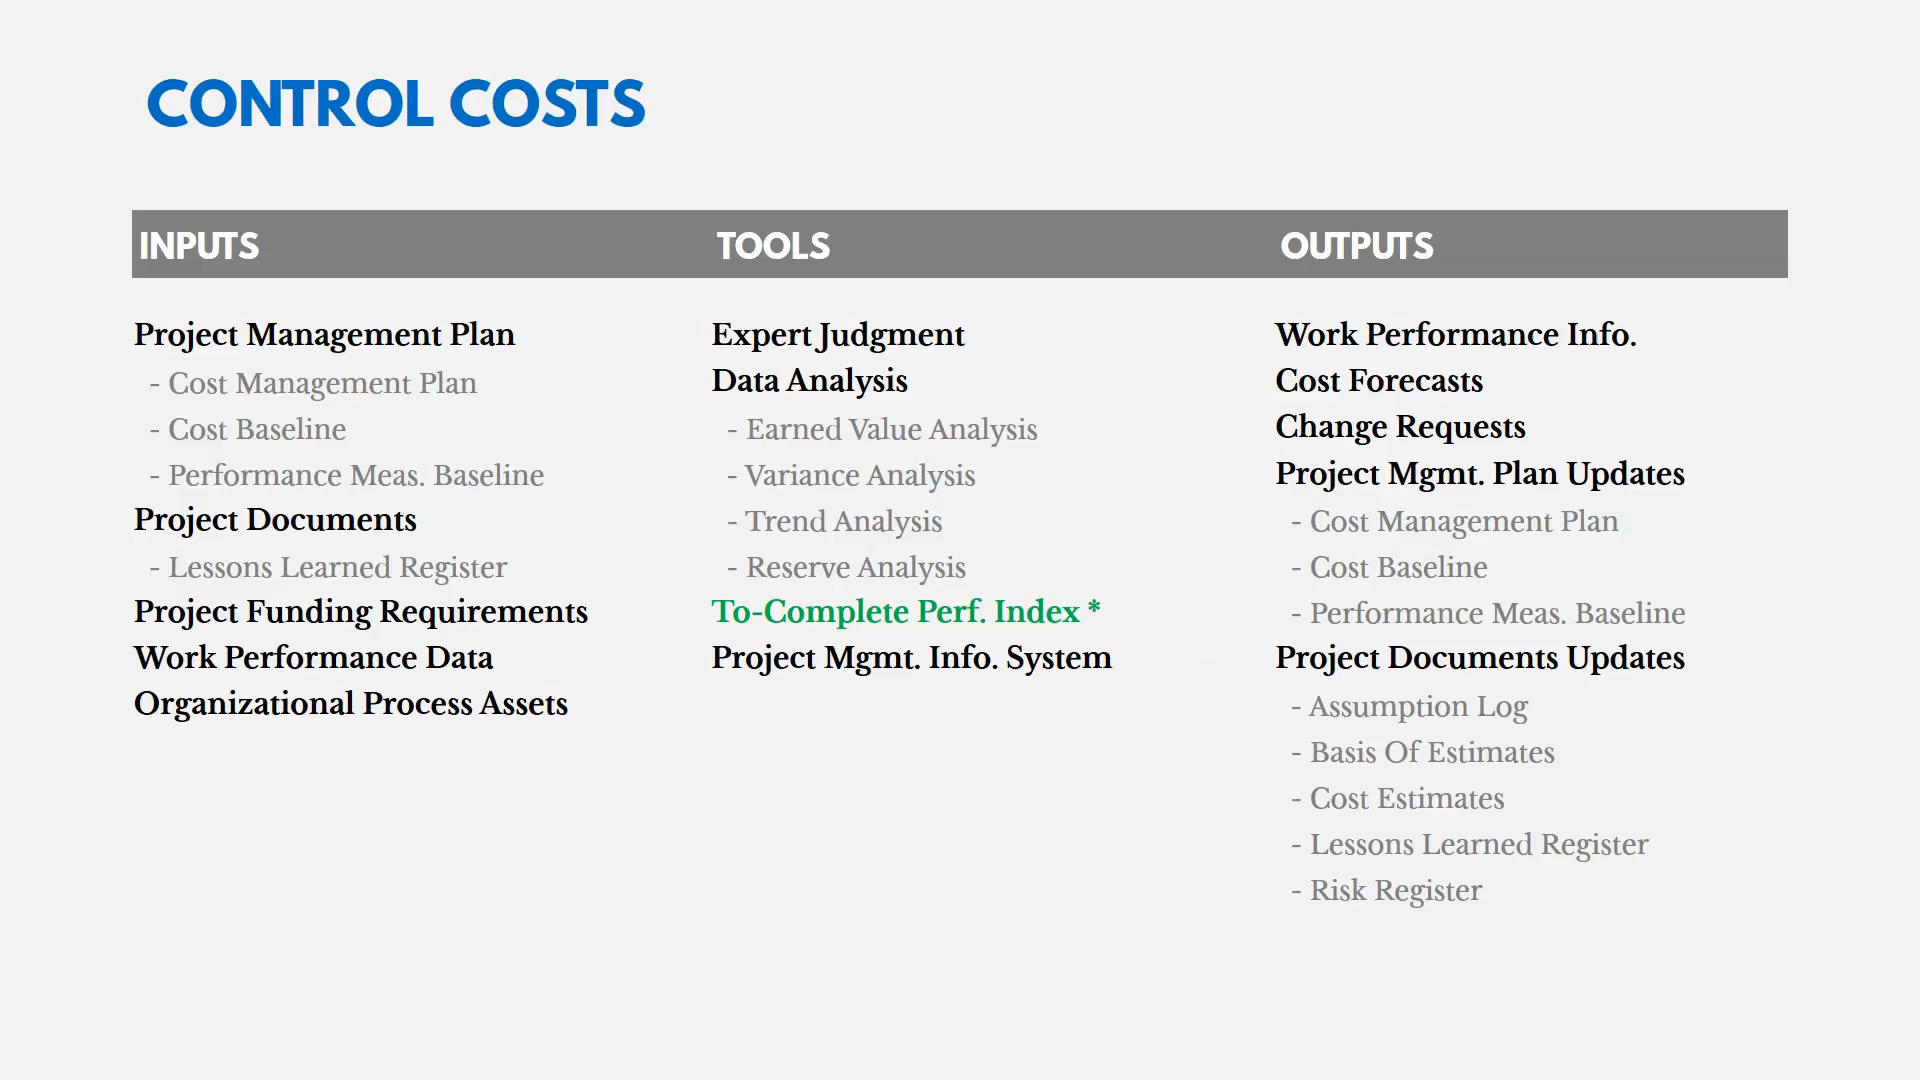 CONTROL COSTS
INPUTS
Project Management Plan
- Cost Management Plan
- Cost Baseline
- Performance Meas. Baseline
Project Documents
- Lessons Learned Register
Project Funding Requirements
Work Performance Data
Organizational Process Assets
TOOLS
Expert Judgment
Data Analysis
- Earned Value Analysis
- Variance Analysis
- Trend Analysis
- Reserve Analysis
To-Complete Perf. Index *
Project Mgmt. Info. System
OUTPUTS
Work Performance Info.
Cost Forecasts
Change Requests
Project Mgmt. Plan Updates
- Cost Management Plan
- Cost Baseline
- Performance Meas. Baseline
Project Documents Updates
- Assumption Log
- Basis Of Estimates
- Cost Estimates
- Lessons Learned Register
- Risk Register